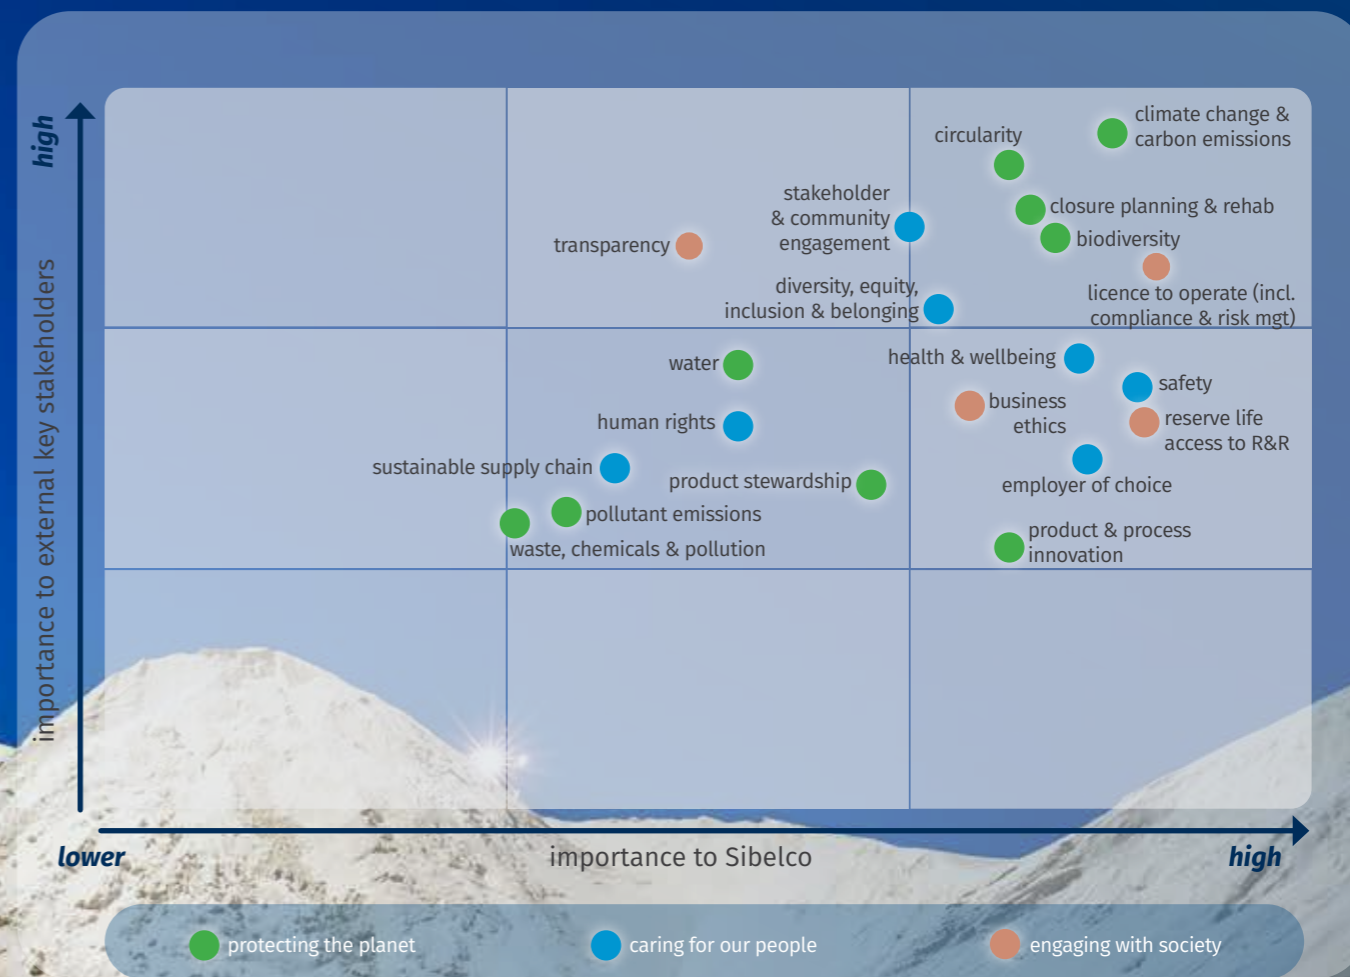 high
importance to external key stakeholders
climate change &
carbon emissions
circularity
stakeholder
& community
engagement
closure planning & rehab
biodiversity
transparency
licence to operate (incl.
compliance & risk mgt)
diversity, equity,
inclusion & belonging
water
health & wellbeing
safety
business
ethics
reserve life
access to R&R
human rights
sustainable supply chain
product stewardship
employer of choice
pollutant emissions
waste, chemicals & pollution
product & process
innovation
lower
importance to Sibelco
high
protecting the planet
caring for our people
engaging with society